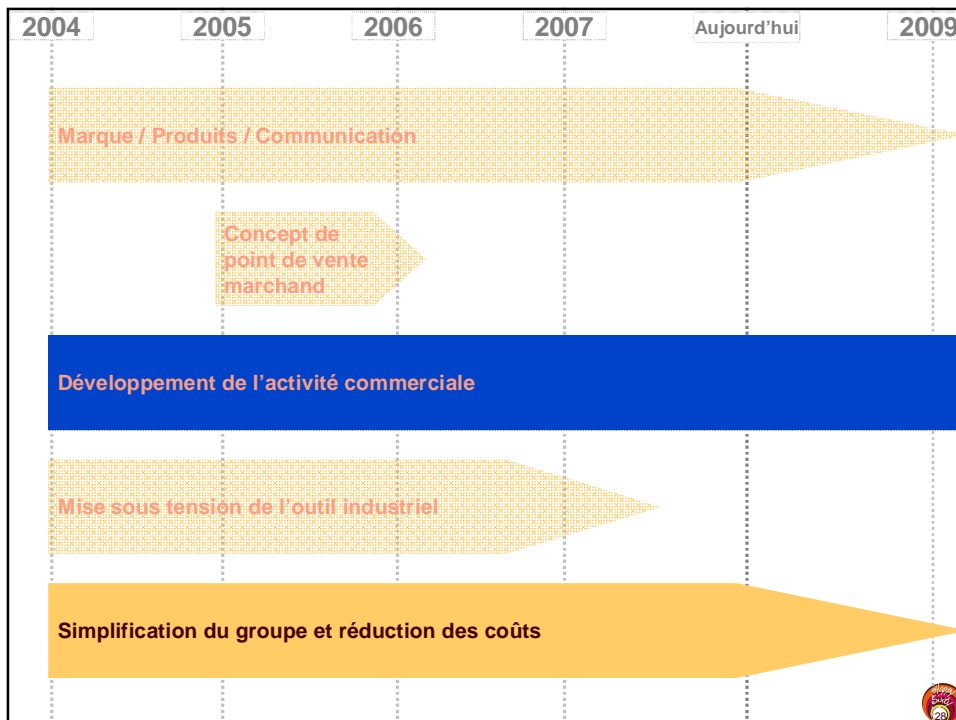 2004 2005 2006 2007 Aujourd’hui 2009
Marque / Produits / Communication
Concept de
point de vente
marchand
Développement de l’activité commerciale
Mise sous tension de l’outil industriel
Simplification du groupe et réduction des coûts
28